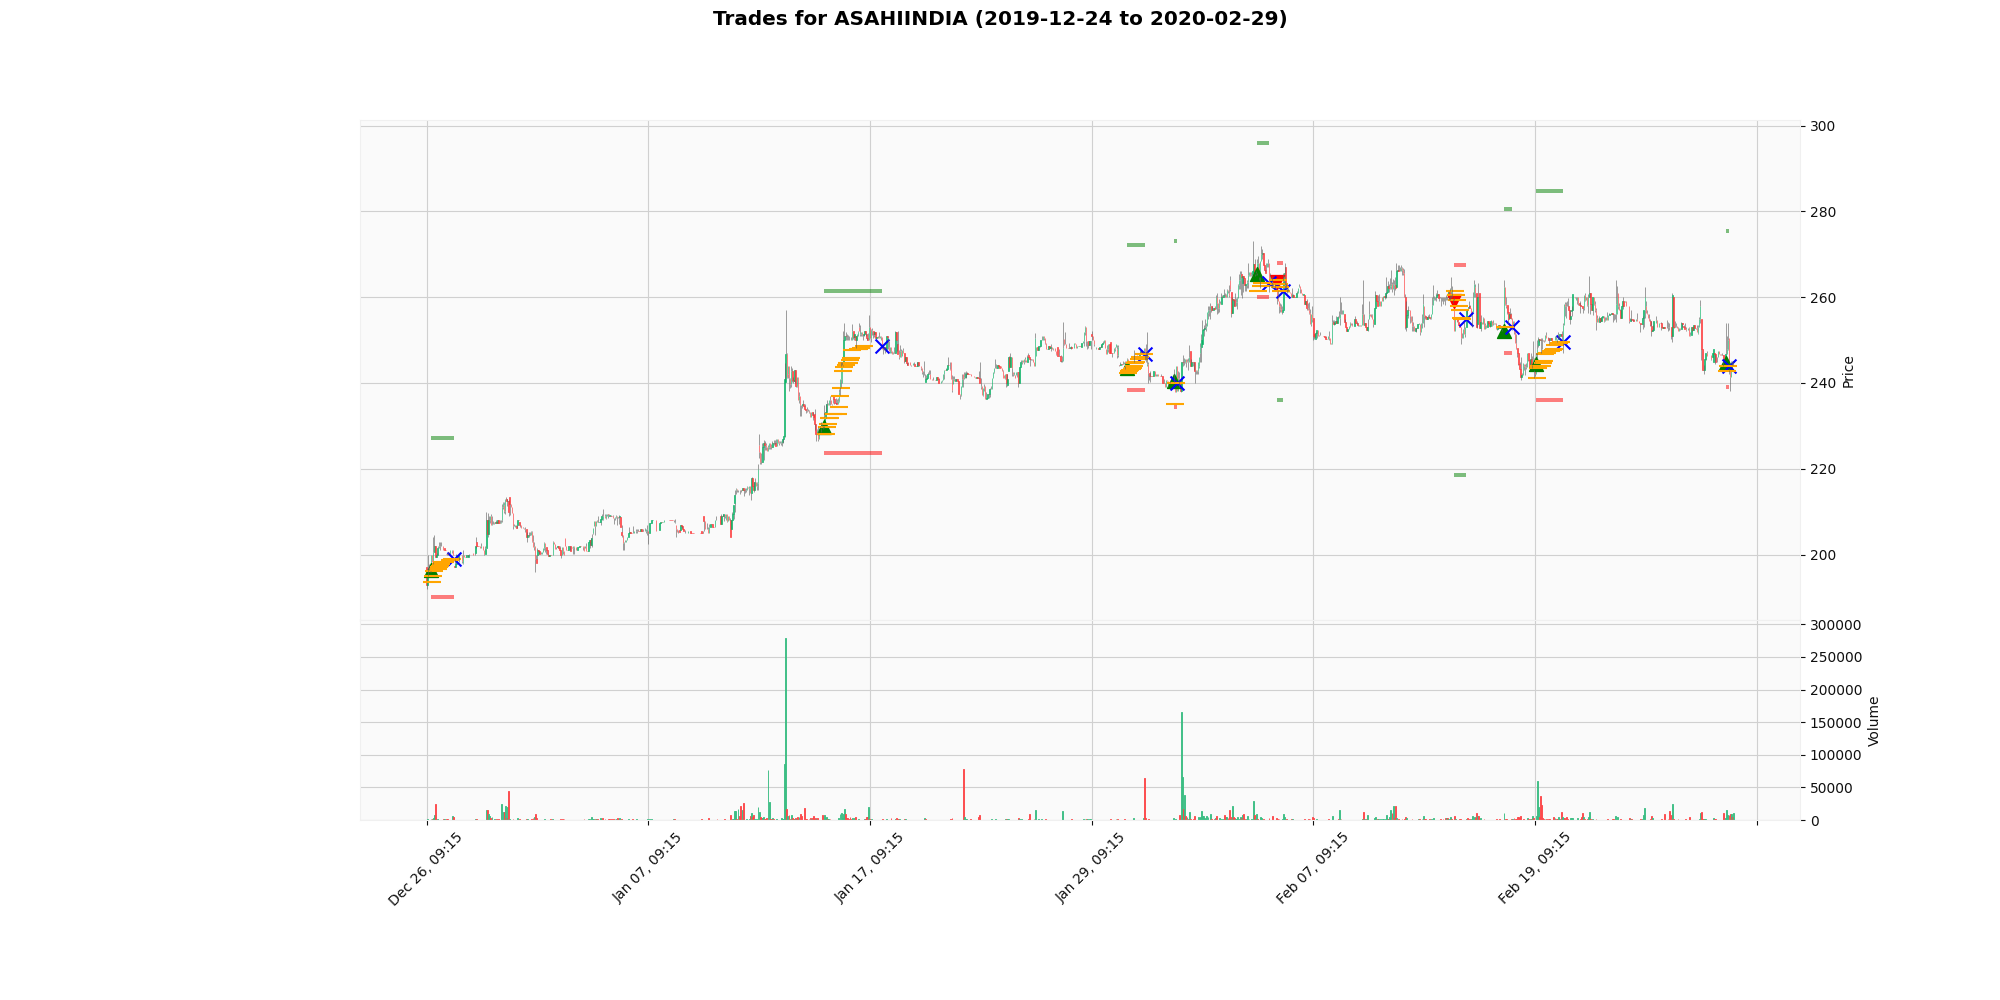 Trades for ASAHIINDIA (2019-12-24 to 2020-02-29)
300
280
260
240
220
200
Price
300000
250000
200000
150000
100000
50000
0
Volume
Dec 26, 09:15
Jan 07, 09:15
Jan 17, 09:15
Jan 29, 09:15
Feb 07, 09:15
Feb 19, 09:15